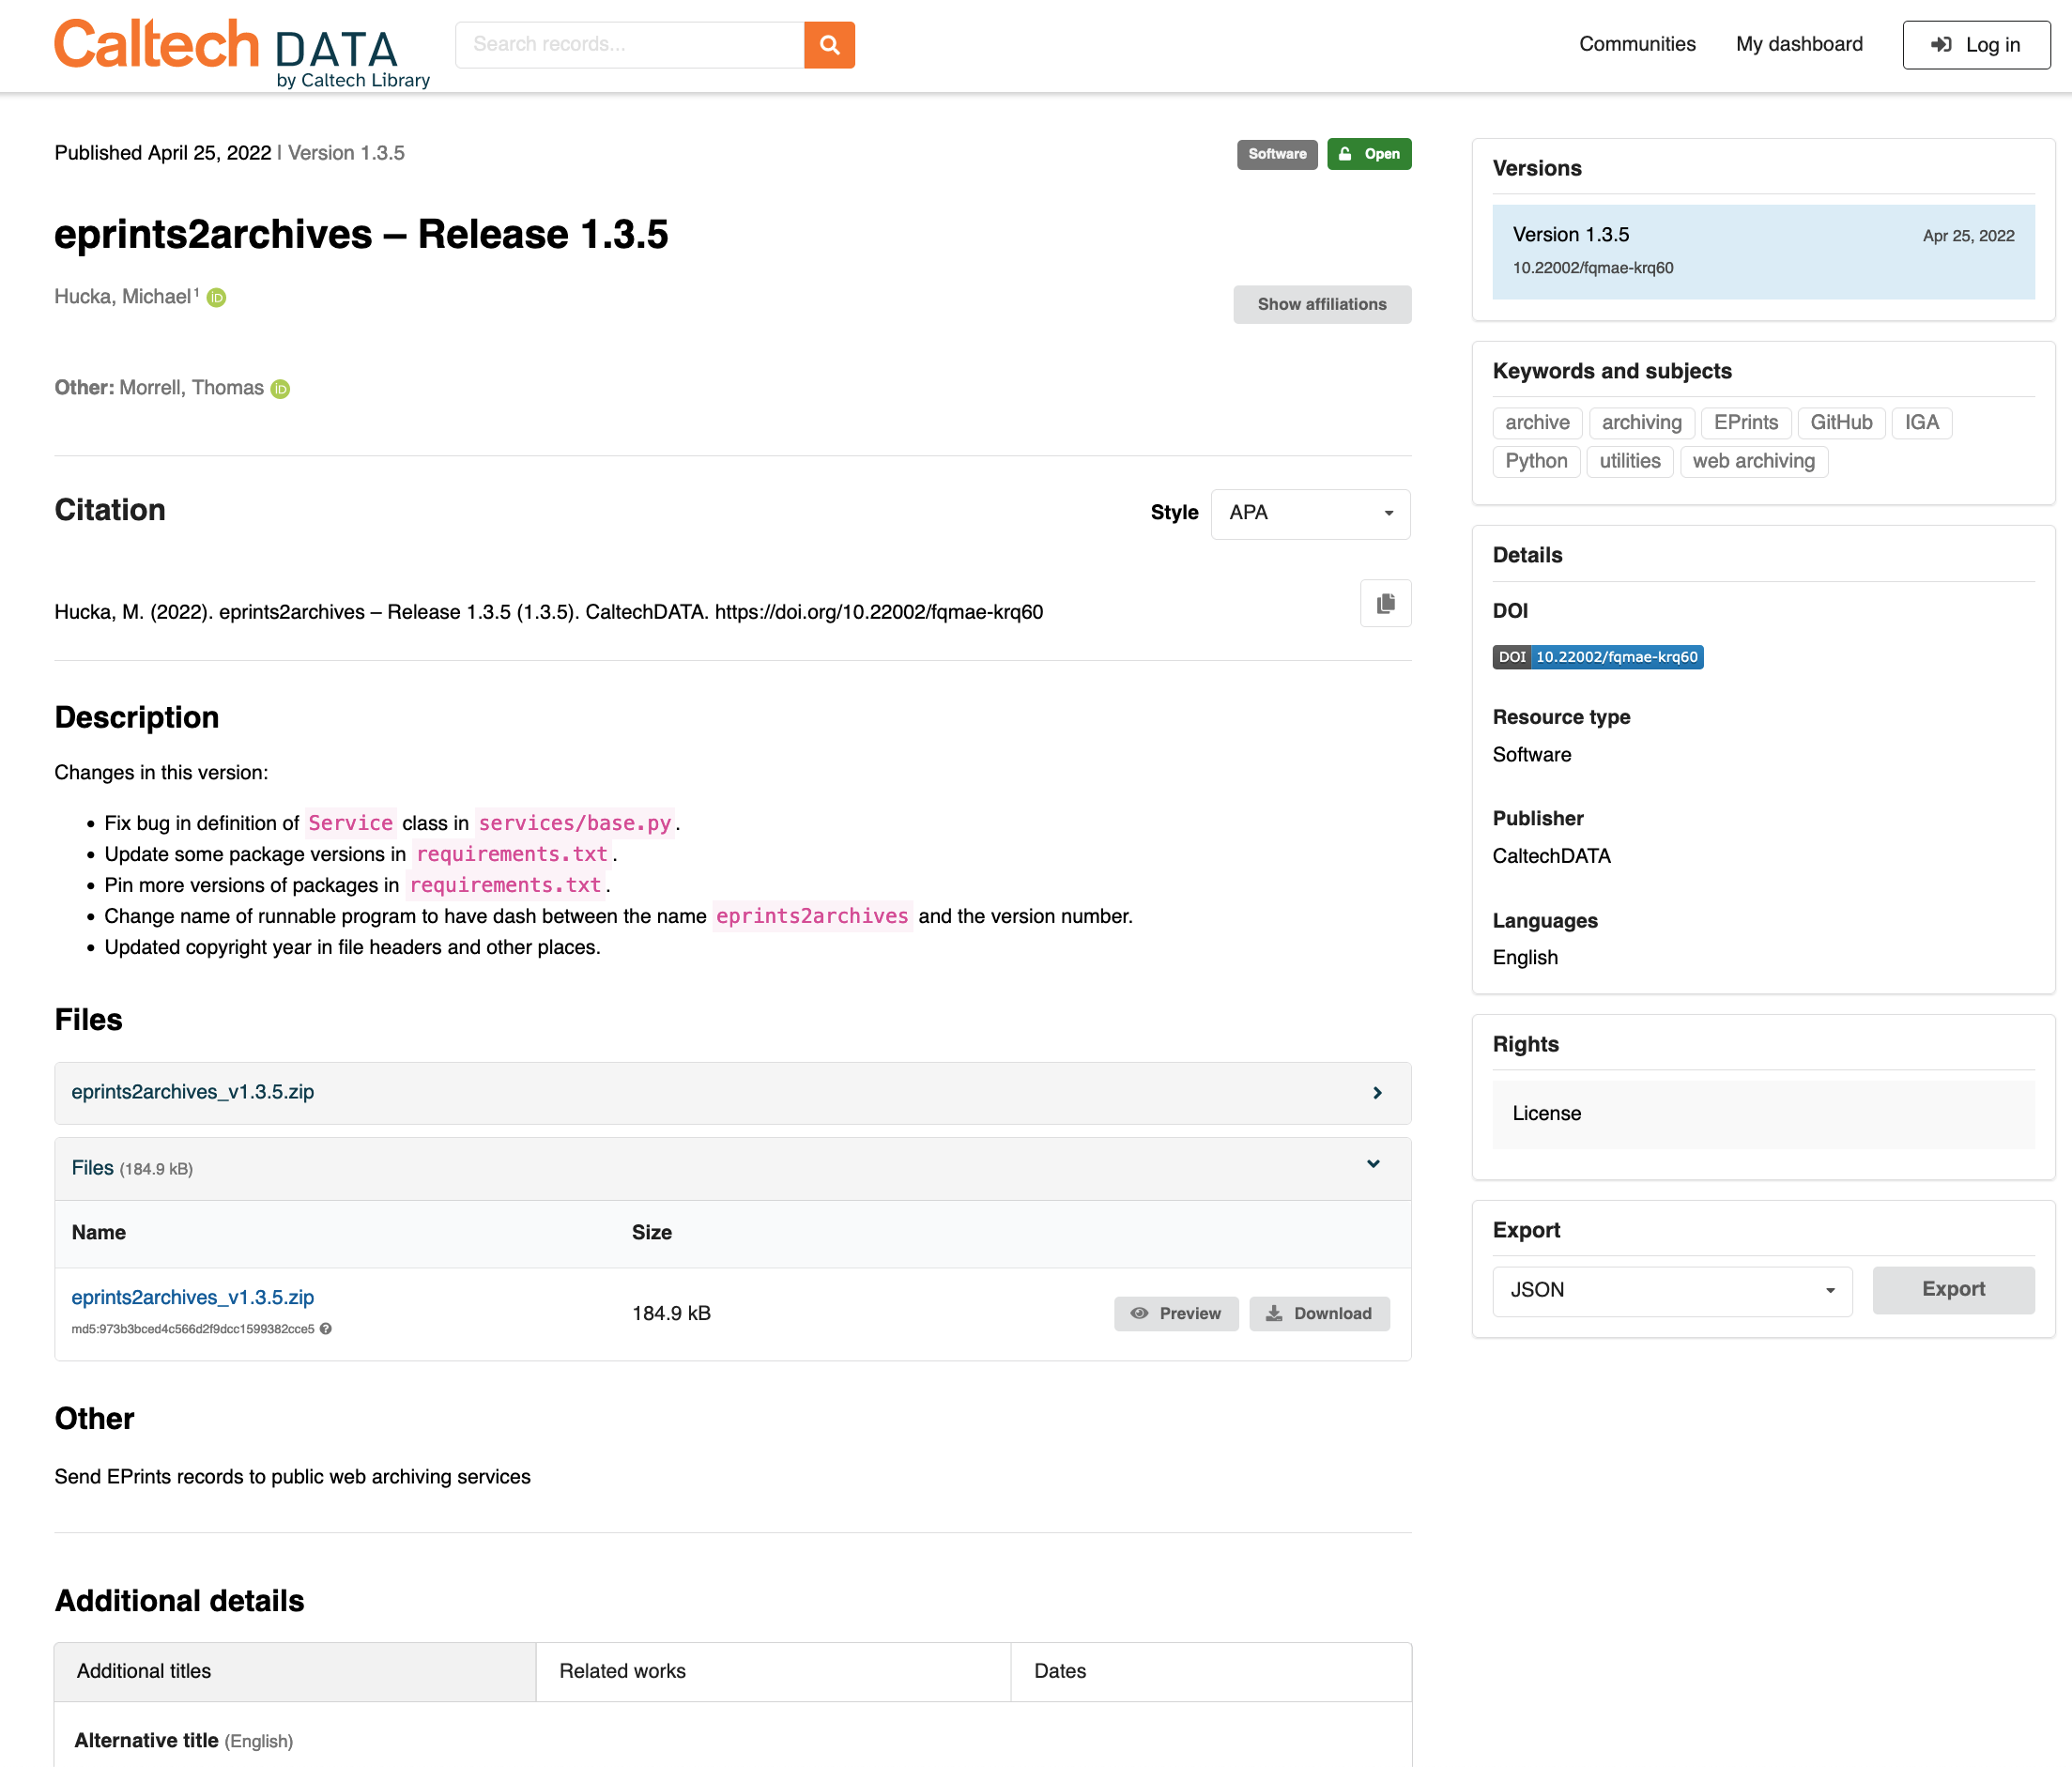 Caltech DATA
by Caltech Library
Search records...
Communities
My dashboard
Log in
Published April 25, 2022 | Version 1.3.5
Software
Open
eprints2archives – Release 1.3.5
Hucka, Michael1 iD
Show affiliations
Other: Morrell, Thomas iD
Citation
Style
APA
Hucka, M. (2022). eprints2archives – Release 1.3.5 (1.3.5). CaltechDATA. https://doi.org/10.22002/fqmae-krq60
Description
Changes in this version:
• Fix bug in definition of Service class in services/base.py.
• Update some package versions in requirements.txt.
• Pin more versions of packages in requirements.txt.
• Change name of runnable program to have dash between the name eprints2archives and the version number.
• Updated copyright year in file headers and other places.
Files
eprints2archives_v1.3.5.zip
Files (184.9 kB)
Name Size
eprints2archives_v1.3.5.zip
md5:973b3bced4c566d2f9dcc1599382cce5 ?
184.9 kB
Preview
Download
Other
Send EPrints records to public web archiving services
Additional details
Additional titles
Related works
Dates
Alternative title (English)
Versions
Version 1.3.5
Apr 25, 2022
10.22002/fqmae-krq60
Keywords and subjects
archive archiving EPrints GitHub IGA
Python utilities web archiving
Details
DOI
DOI 10.22002/fqmae-krq60
Resource type
Software
Publisher
CaltechDATA
Languages
English
Rights
License
Export
JSON
Export